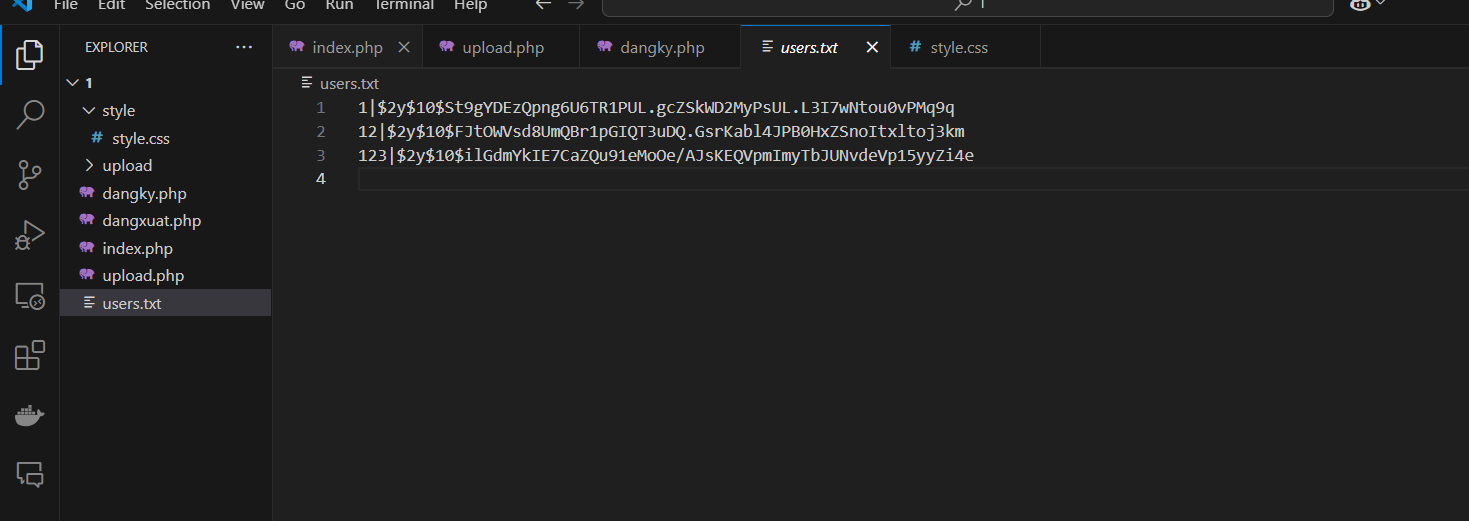 File Edit Selection View Go Run Terminal Help
EXPLORER ...
index.php
upload.php
dangky.php
users.txt
style.css
1
style
# style.css
upload
dangky.php
dangxuat.php
index.php
upload.php
users.txt
users.txt
1 1|$2y$10$St9gYDEzQpng6U6TR1PUL.gcZSkWD2MyPsUL.L3I7wNtou0vPMq9q
2 12|$2y$10$FJtOWVsd8UmQBr1pGIQT3uDQ.GsrKabl4JPB0HxZSnoItxltoj3km
3 123|$2y$10$ilGdmYkIE7CaZQu91eMoOe/AJsKEQVpmImyTbJUNvdeVp15yyZi4e
4